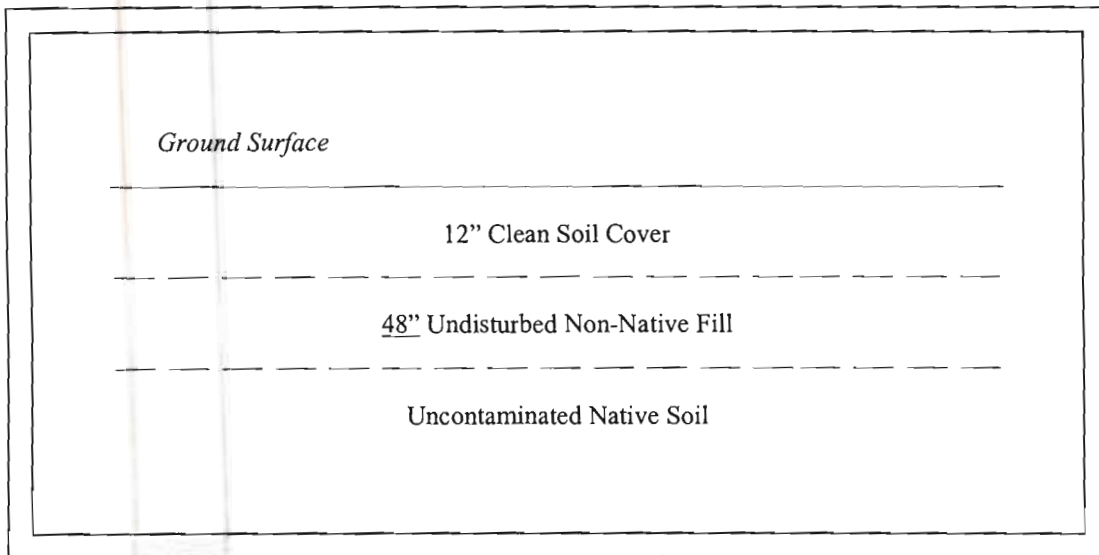 Ground Surface
12” Clean Soil Cover
48” Undisturbed Non-Native Fill
Uncontaminated Native Soil